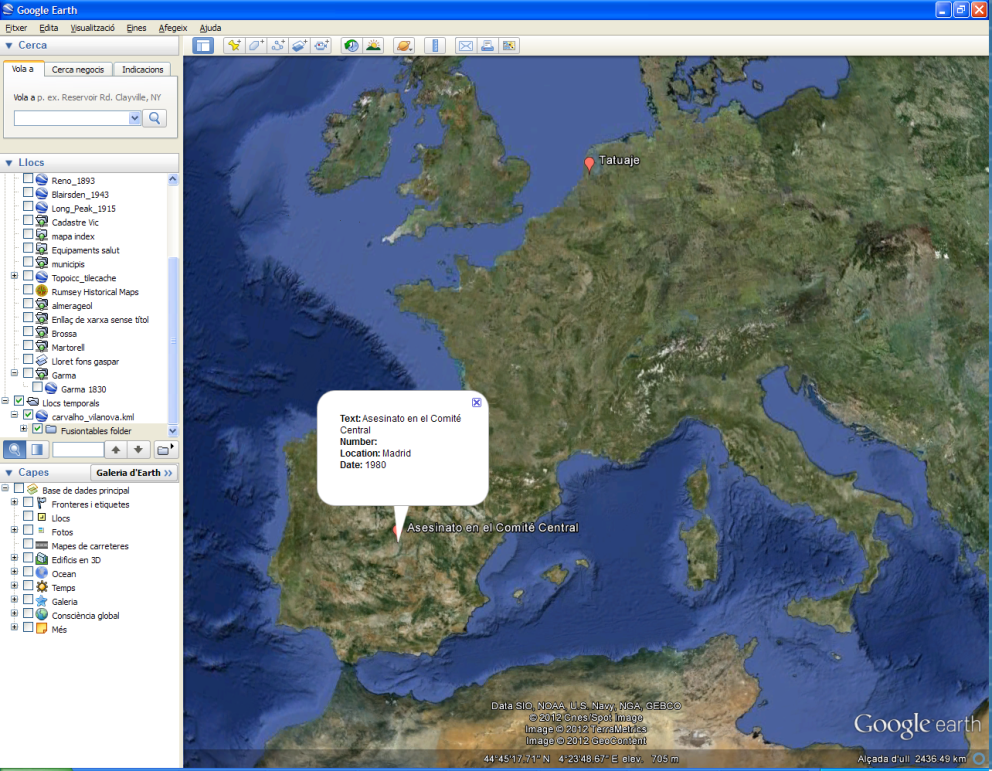 Google Earth
Fitxer Edita Visualització Eines Afegeix Ajuda
Cerca
Vola a Cerca negocis Indicacions
Vola a p. ex. Reservoir Rd. Clayville, NY
Llocs
Reno_1893
Blairsden_1943
Long_Peak_1915
Cadastre Vic
mapa index
Equipaments salut
municipis
Topoicc_tilecache
Rumsey Historical Maps
almerageol
Enllaç de xarxa sense títol
Brossa
Martorell
Lloret fons gaspar
Garma
Garma 1830
Llocs temporals
carvalho_vilanova.kml
Fusiontables folder
Capes Galeria d'Earth >>
Base de dades principal
Fronteres i etiquetes
Llocs
Fotos
Mapes de carreteres
Edificis en 3D
Ocean
Temps
Galeria
Consciència global
Més
Tatuaje
Text: Asesinato en el Comité
Central
Number:
Location: Madrid
Date: 1980
Asesinato en el Comité Central
Data SIO, NOAA, U.S. Navy, NGA, GEBCO
© 2012 Cnes/Spot Image
Image © 2012 TerraMetrics
Image © 2012 GeoContent
Google earth
44°45'17.71" N 4°23'48.67" E elev. 705 m
Alçada d'ull 2436.49 km